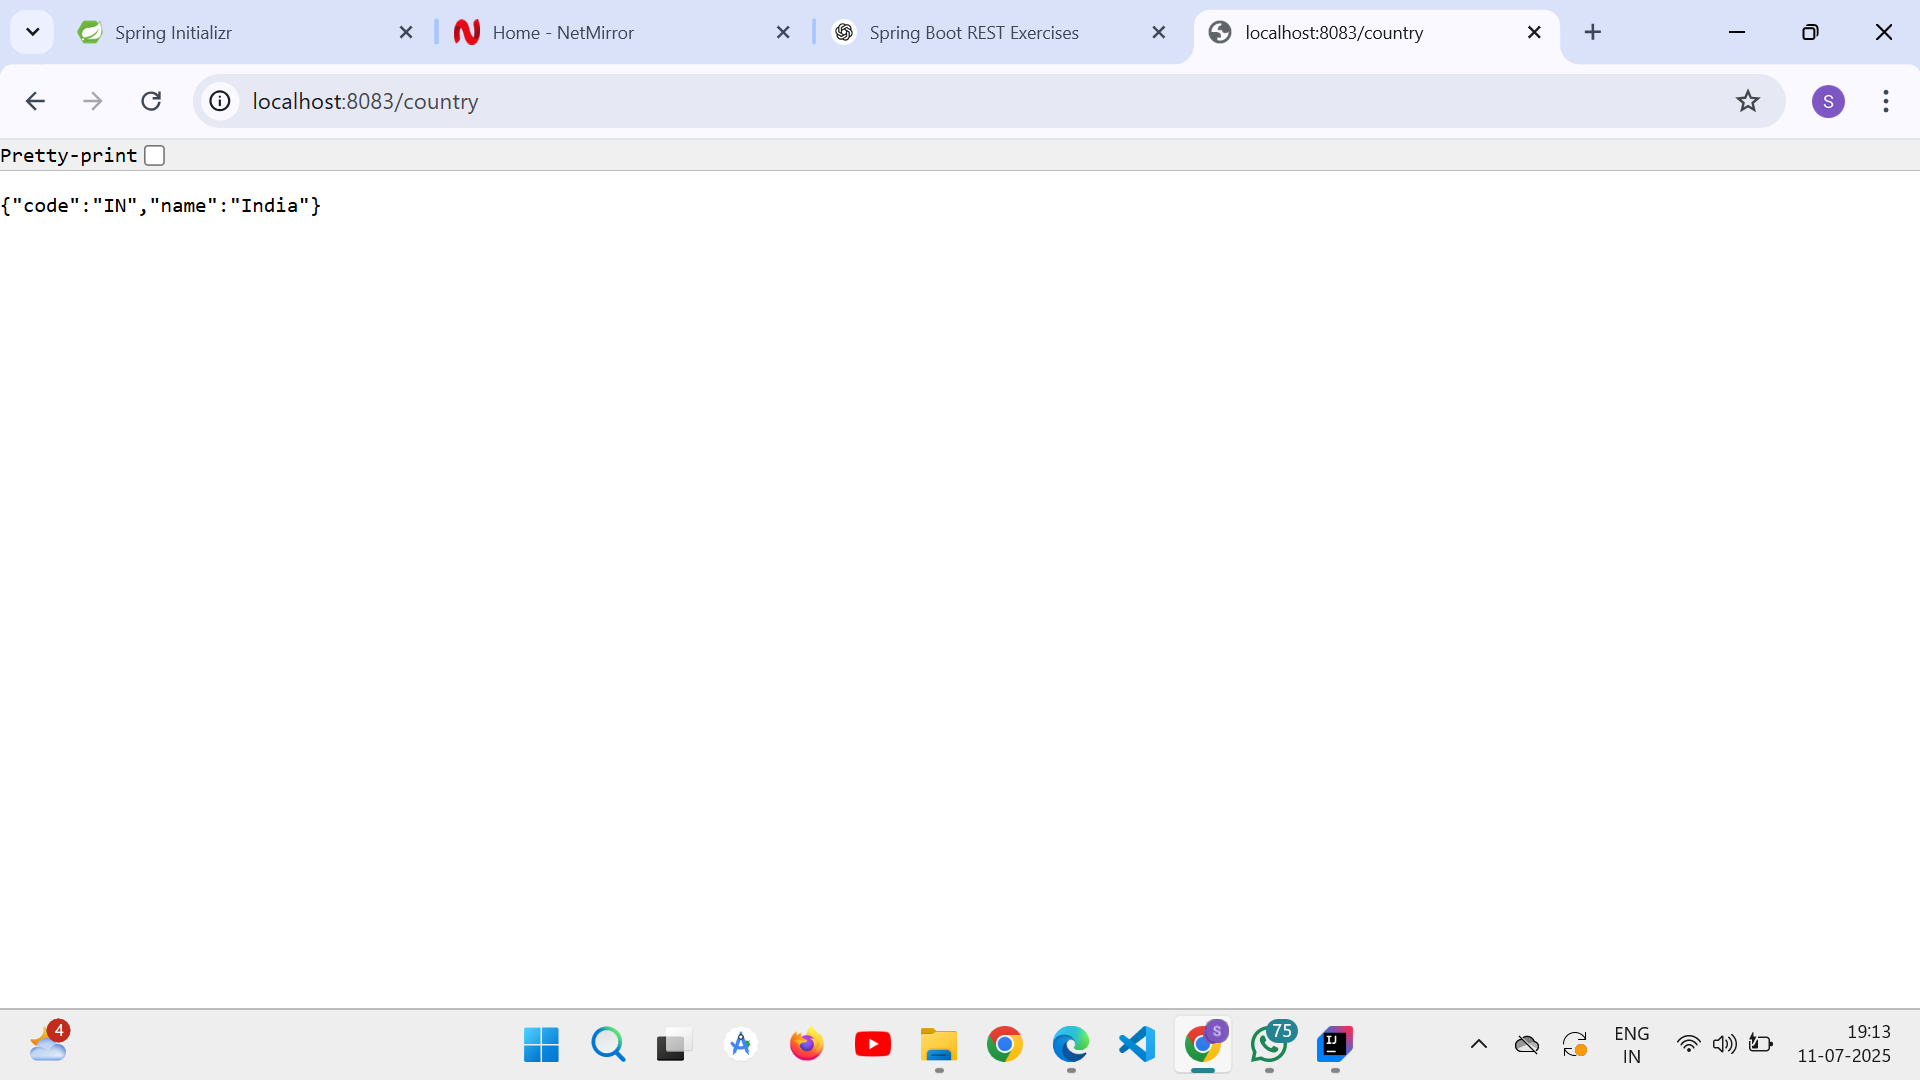 Spring Initializr
Home - NetMirror
Spring Boot REST Exercises
localhost:8083/country
localhost:8083/country
S
Pretty-print
{"code":"IN","name":"India"}
4
S
75
IJ
ENG
IN
19:13
11-07-2025